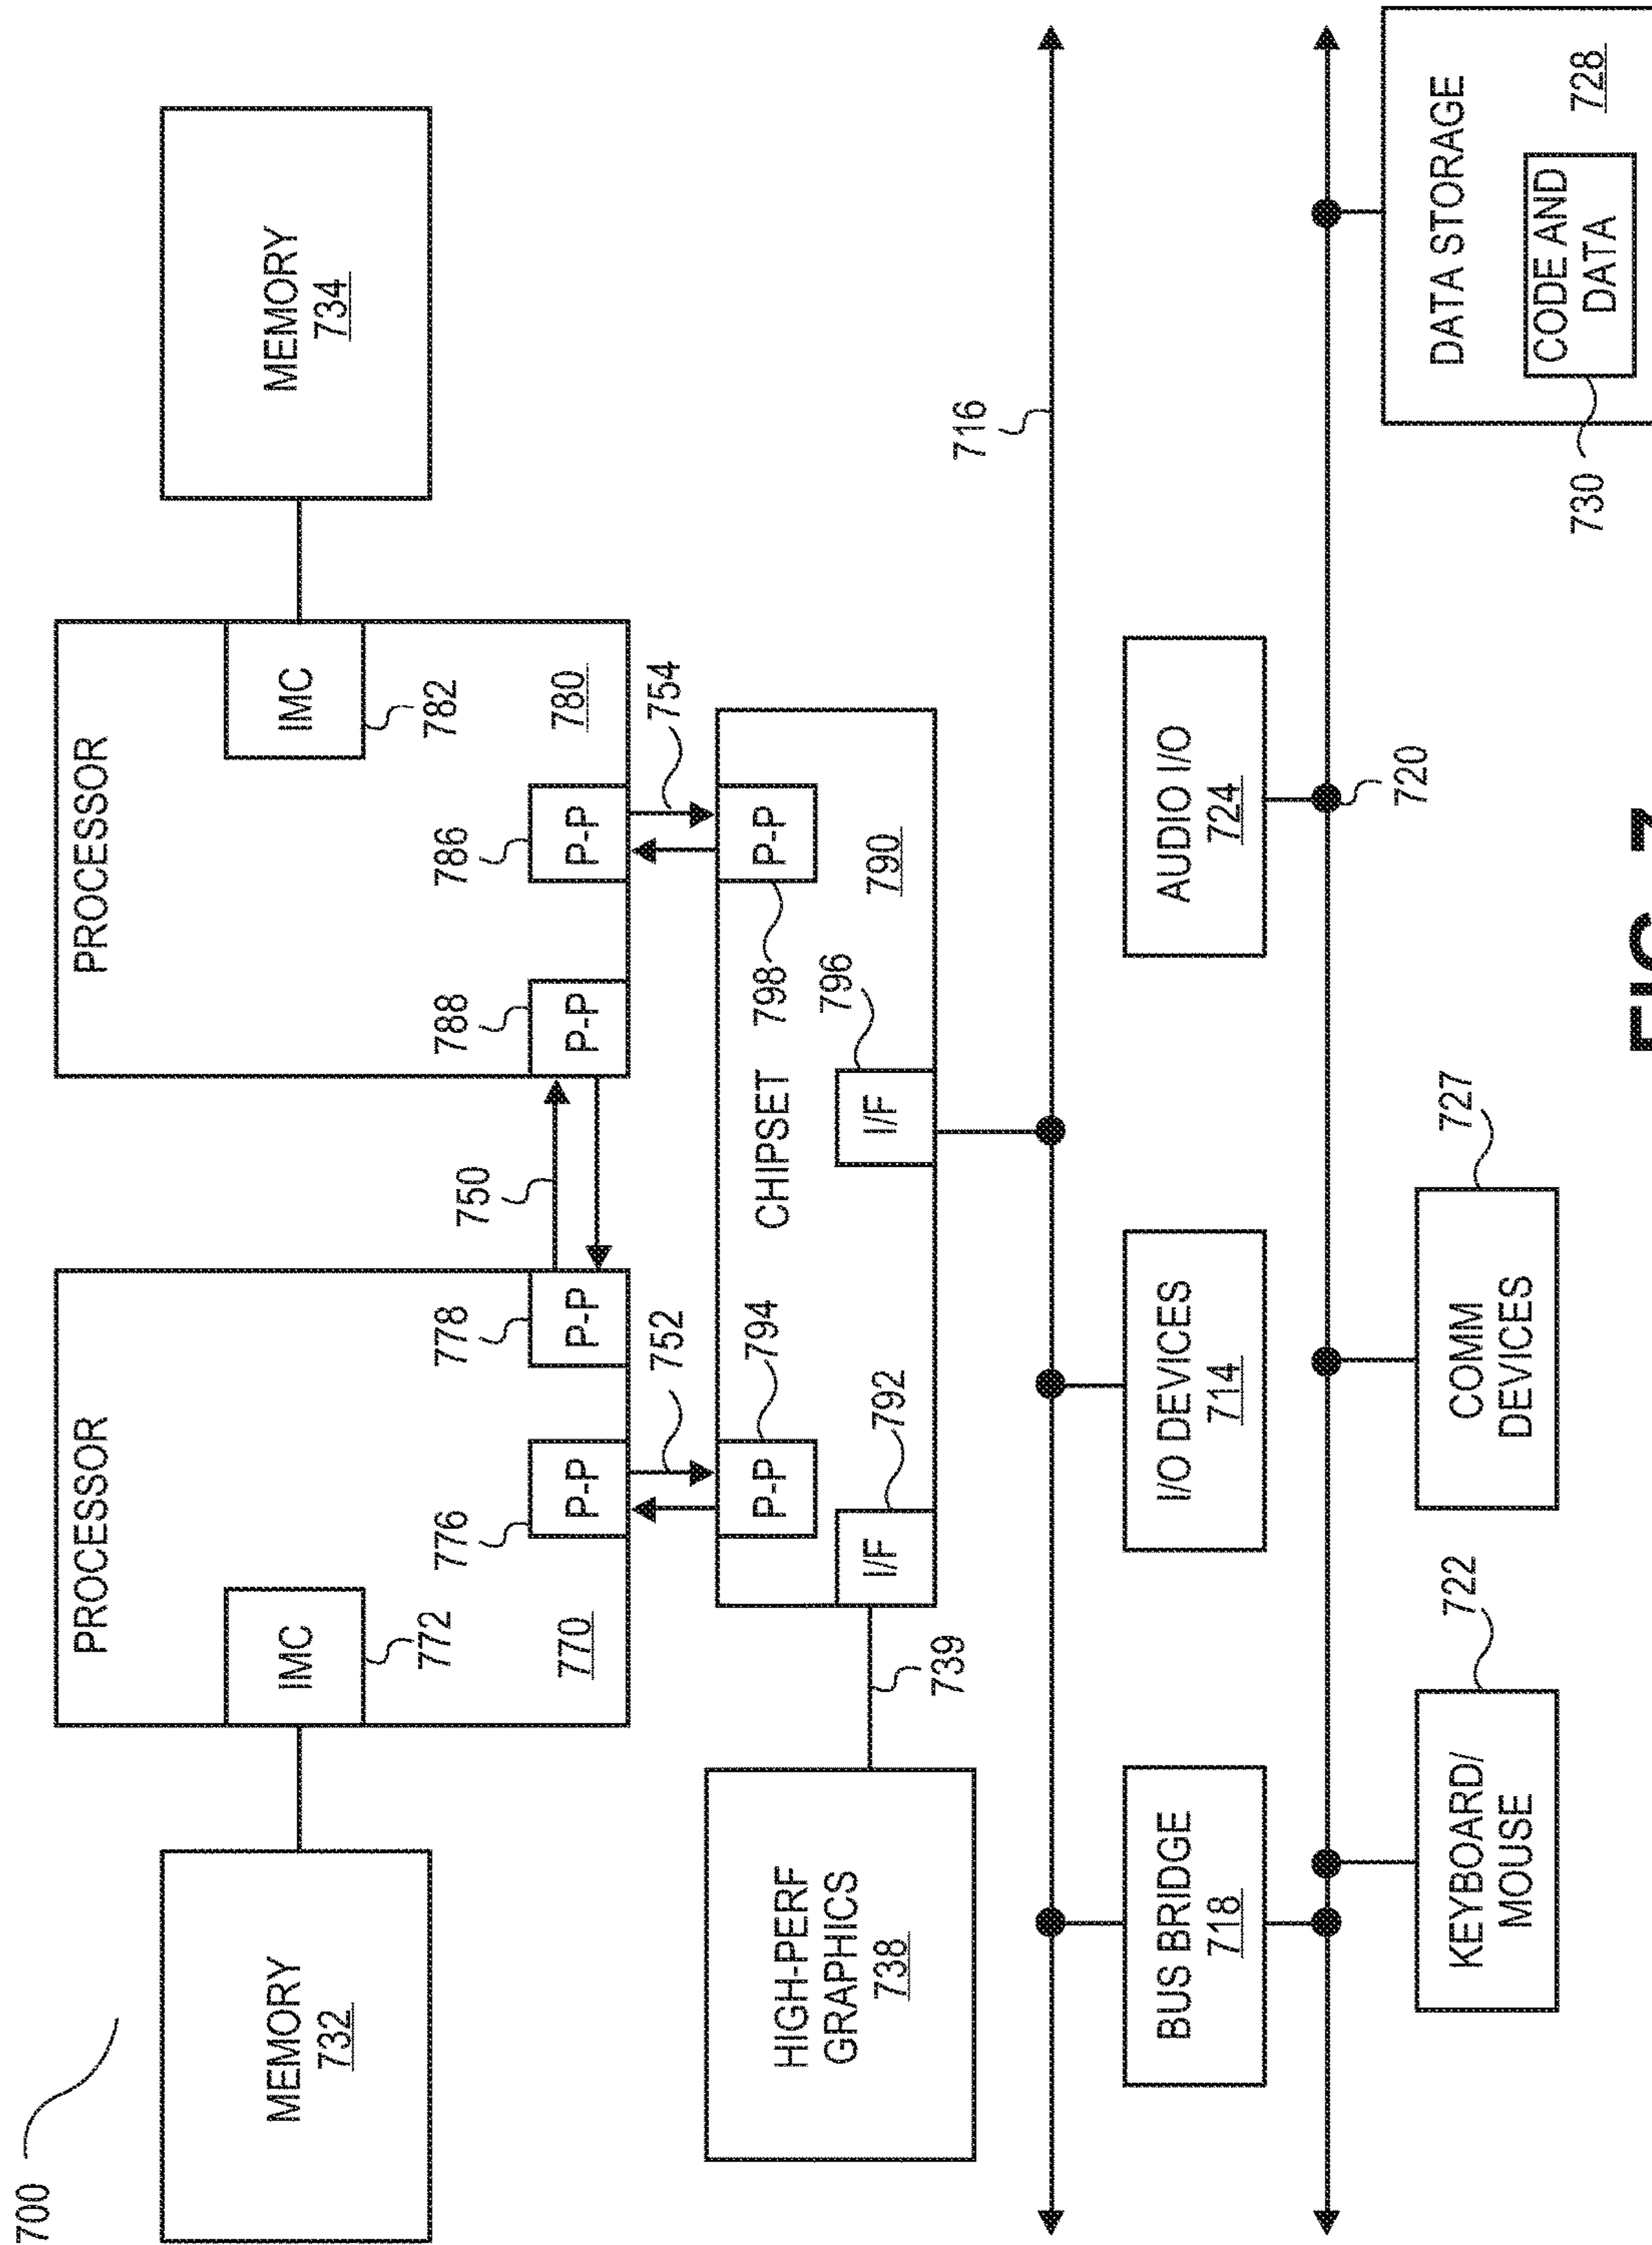 700
PROCESSOR
PROCESSOR
MEMORY
732
IMC
772
770
776
P-P
778
P-P
750
788
P-P
786
P-P
IMC
782
780
MEMORY
734
752
754
HIGH-PERF
GRAPHICS
738
739
P-P
794
CHIPSET
798
P-P
I/F
792
I/F
796
790
716
BUS BRIDGE
718
I/O DEVICES
714
AUDIO I/O
724
720
KEYBOARD/
MOUSE
722
COMM
DEVICES
727
DATA STORAGE
CODE AND
DATA
728
730
FIG. 7